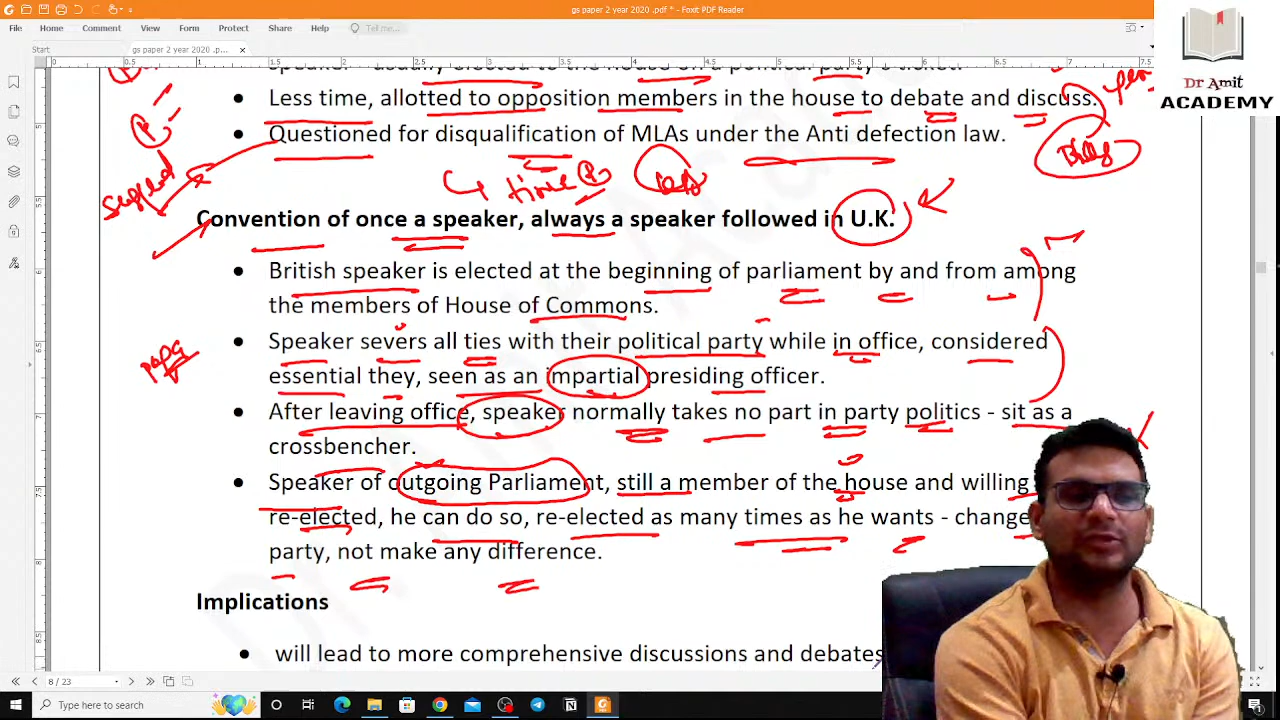 gs paper 2 year 2020 .pdf * - Foxit PDF Reader
File Home Comment View Form Protect Share Help Tell me...
Start gs paper 2 year 2020 .p...
Dr Amit
ACADEMY
Less time, allotted to opposition members in the house to debate and discuss.
Questioned for disqualification of MLAs under the Anti defection law.
suspend
time
Bills
Convention of once a speaker, always a speaker followed in U.K.
British speaker is elected at the beginning of parliament by and from among
the members of House of Commons.
Speaker severs all ties with their political party while in office, considered
essential they, seen as an impartial presiding officer.
After leaving office, speaker normally takes no part in party politics - sit as a
crossbencher.
Speaker of outgoing Parliament, still a member of the house and willing
re-elected, he can do so, re-elected as many times as he wants - change
party, not make any difference.
Implications
will lead to more comprehensive discussions and debates
8 / 23
Type here to search